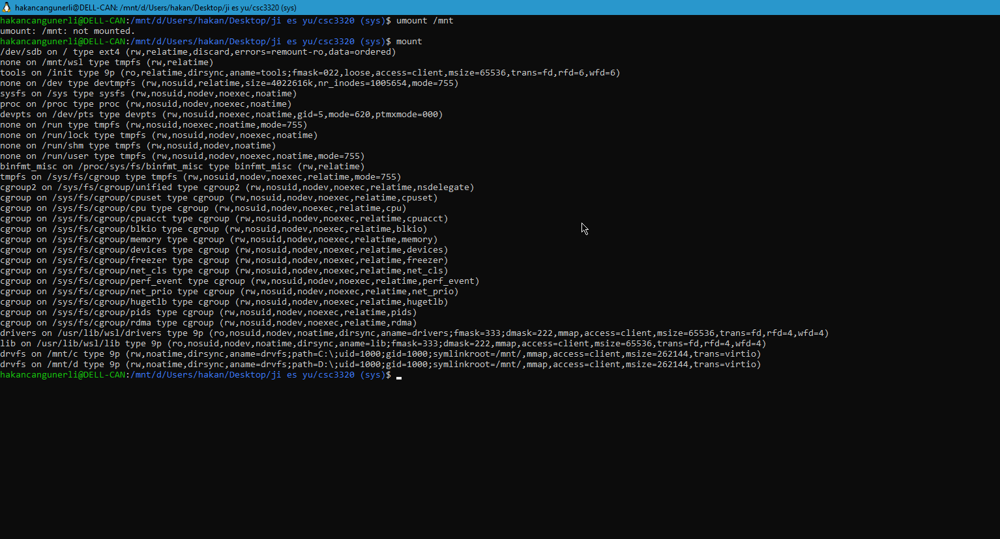 hakancangunerli@DELL-CAN: /mnt/d/Users/hakan/Desktop/ji es yu/csc3320 (sys)
hakancangunerli@DELL-CAN:/mnt/d/Users/hakan/Desktop/ji es yu/csc3320 (sys)$ umount /mnt
umount: /mnt: not mounted.
hakancangunerli@DELL-CAN:/mnt/d/Users/hakan/Desktop/ji es yu/csc3320 (sys)$ mount
/dev/sdb on / type ext4 (rw,relatime,discard,errors=remount-ro,data=ordered)
none on /mnt/wsl type tmpfs (rw,relatime)
tools on /init type 9p (ro,relatime,dirsync,aname=tools;fmask=022,loose,access=client,msize=65536,trans=fd,rfd=6,wfd=6)
none on /dev type devtmpfs (rw,nosuid,relatime,size=4022616k,nr_inodes=1005654,mode=755)
sysfs on /sys type sysfs (rw,nosuid,nodev,noexec,noatime)
proc on /proc type proc (rw,nosuid,nodev,noexec,noatime)
devpts on /dev/pts type devpts (rw,nosuid,noexec,noatime,gid=5,mode=620,ptmxmode=000)
none on /run type tmpfs (rw,nosuid,noexec,noatime,mode=755)
none on /run/lock type tmpfs (rw,nosuid,nodev,noexec,noatime)
none on /run/shm type tmpfs (rw,nosuid,nodev,noatime)
none on /run/user type tmpfs (rw,nosuid,nodev,noexec,noatime,mode=755)
binfmt_misc on /proc/sys/fs/binfmt_misc type binfmt_misc (rw,relatime)
tmpfs on /sys/fs/cgroup type tmpfs (rw,nosuid,nodev,noexec,relatime,mode=755)
cgroup2 on /sys/fs/cgroup/unified type cgroup2 (rw,nosuid,nodev,noexec,relatime,nsdelegate)
cgroup on /sys/fs/cgroup/cpuset type cgroup (rw,nosuid,nodev,noexec,relatime,cpuset)
cgroup on /sys/fs/cgroup/cpu type cgroup (rw,nosuid,nodev,noexec,relatime,cpu)
cgroup on /sys/fs/cgroup/cpuacct type cgroup (rw,nosuid,nodev,noexec,relatime,cpuacct)
cgroup on /sys/fs/cgroup/blkio type cgroup (rw,nosuid,nodev,noexec,relatime,blkio)
cgroup on /sys/fs/cgroup/memory type cgroup (rw,nosuid,nodev,noexec,relatime,memory)
cgroup on /sys/fs/cgroup/devices type cgroup (rw,nosuid,nodev,noexec,relatime,devices)
cgroup on /sys/fs/cgroup/freezer type cgroup (rw,nosuid,nodev,noexec,relatime,freezer)
cgroup on /sys/fs/cgroup/net_cls type cgroup (rw,nosuid,nodev,noexec,relatime,net_cls)
cgroup on /sys/fs/cgroup/perf_event type cgroup (rw,nosuid,nodev,noexec,relatime,perf_event)
cgroup on /sys/fs/cgroup/net_prio type cgroup (rw,nosuid,nodev,noexec,relatime,net_prio)
cgroup on /sys/fs/cgroup/hugetlb type cgroup (rw,nosuid,nodev,noexec,relatime,hugetlb)
cgroup on /sys/fs/cgroup/pids type cgroup (rw,nosuid,nodev,noexec,relatime,pids)
cgroup on /sys/fs/cgroup/rdma type cgroup (rw,nosuid,nodev,noexec,relatime,rdma)
drivers on /usr/lib/wsl/drivers type 9p (ro,nosuid,nodev,noatime,dirsync,aname=drivers;fmask=333;dmask=222,mmap,access=client,msize=65536,trans=fd,rfd=4,wfd=4)
lib on /usr/lib/wsl/lib type 9p (ro,nosuid,nodev,noatime,dirsync,aname=lib;fmask=333;dmask=222,mmap,access=client,msize=65536,trans=fd,rfd=4,wfd=4)
drvfs on /mnt/c type 9p (rw,noatime,dirsync,aname=drvfs;path=C:\;uid=1000;gid=1000;symlinkroot=/mnt/,mmap,access=client,msize=262144,trans=virtio)
drvfs on /mnt/d type 9p (rw,noatime,dirsync,aname=drvfs;path=D:\;uid=1000;gid=1000;symlinkroot=/mnt/,mmap,access=client,msize=262144,trans=virtio)
hakancangunerli@DELL-CAN:/mnt/d/Users/hakan/Desktop/ji es yu/csc3320 (sys)$